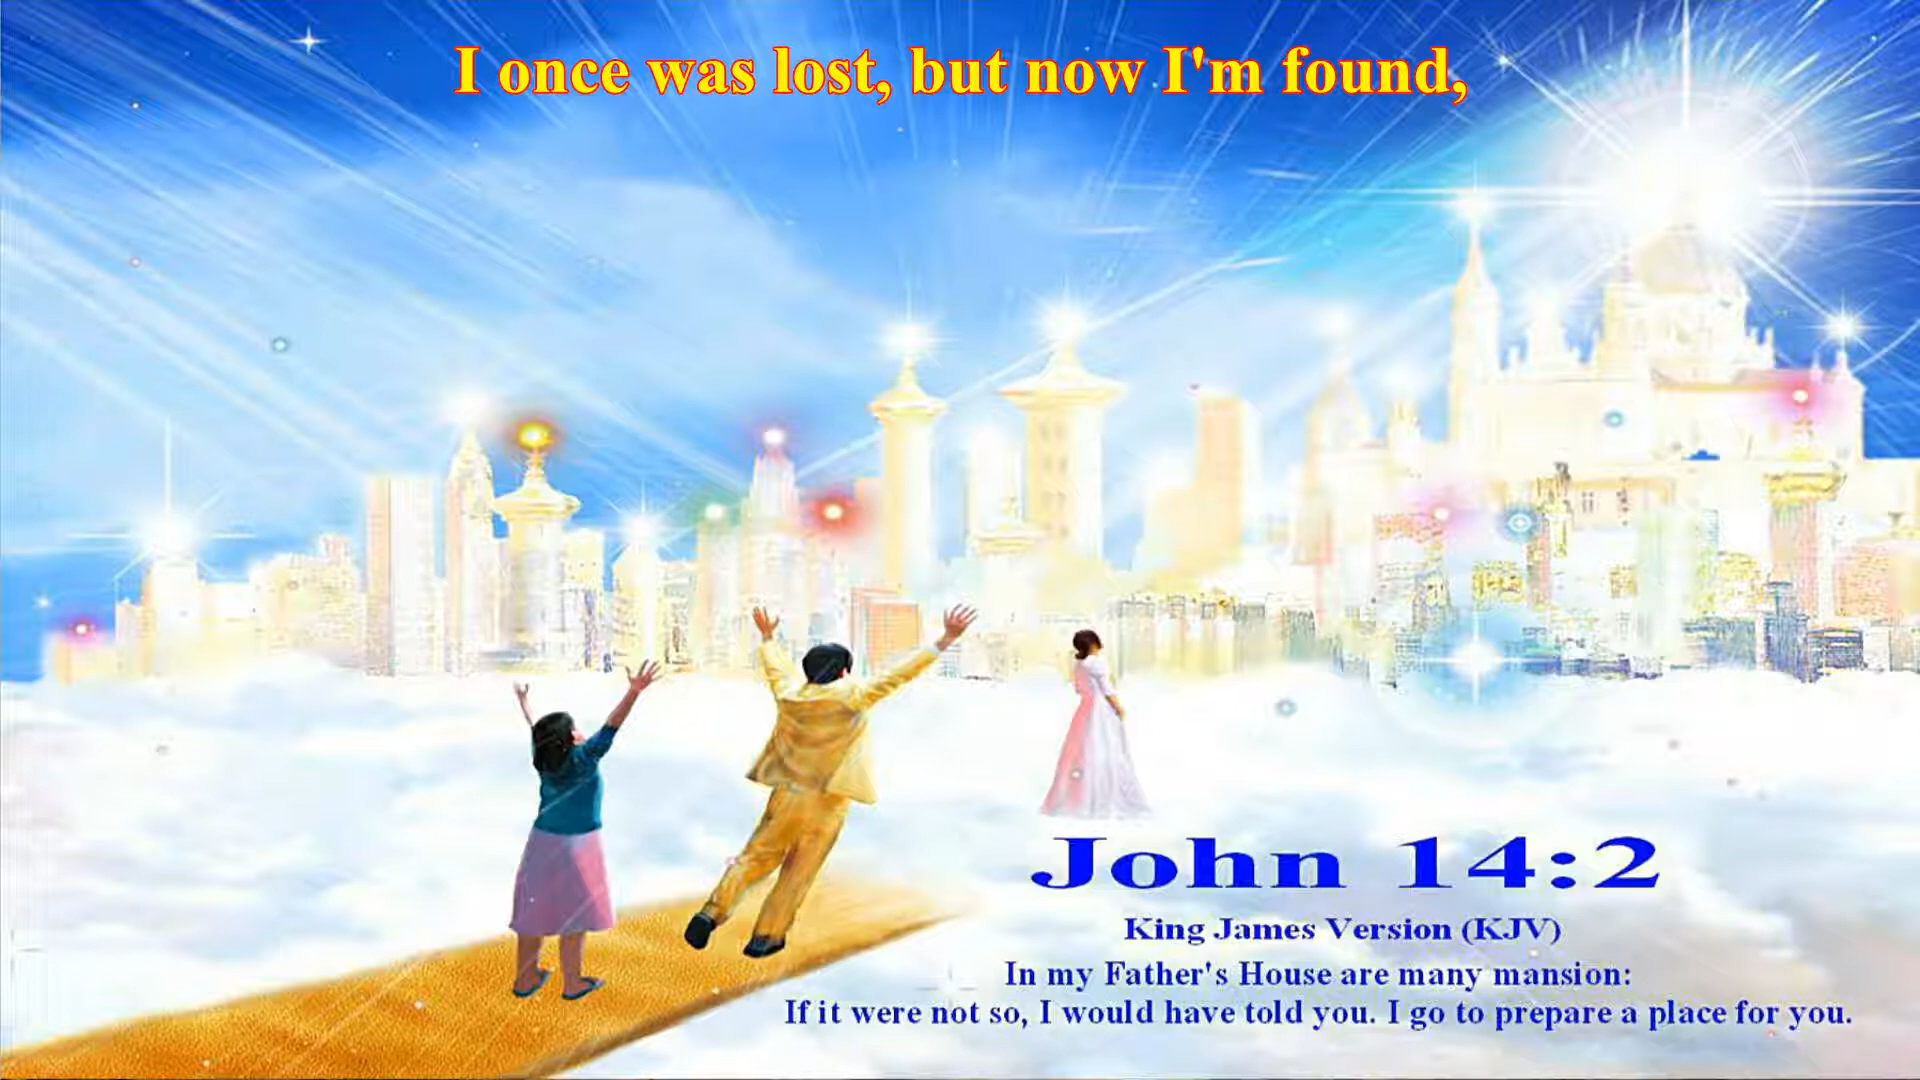 I once was lost, but now I'm found,
John 14:2
King James Version (KJV)
In my Father's House are many mansion:
If it were not so, I would have told you. I go to prepare a place for you.